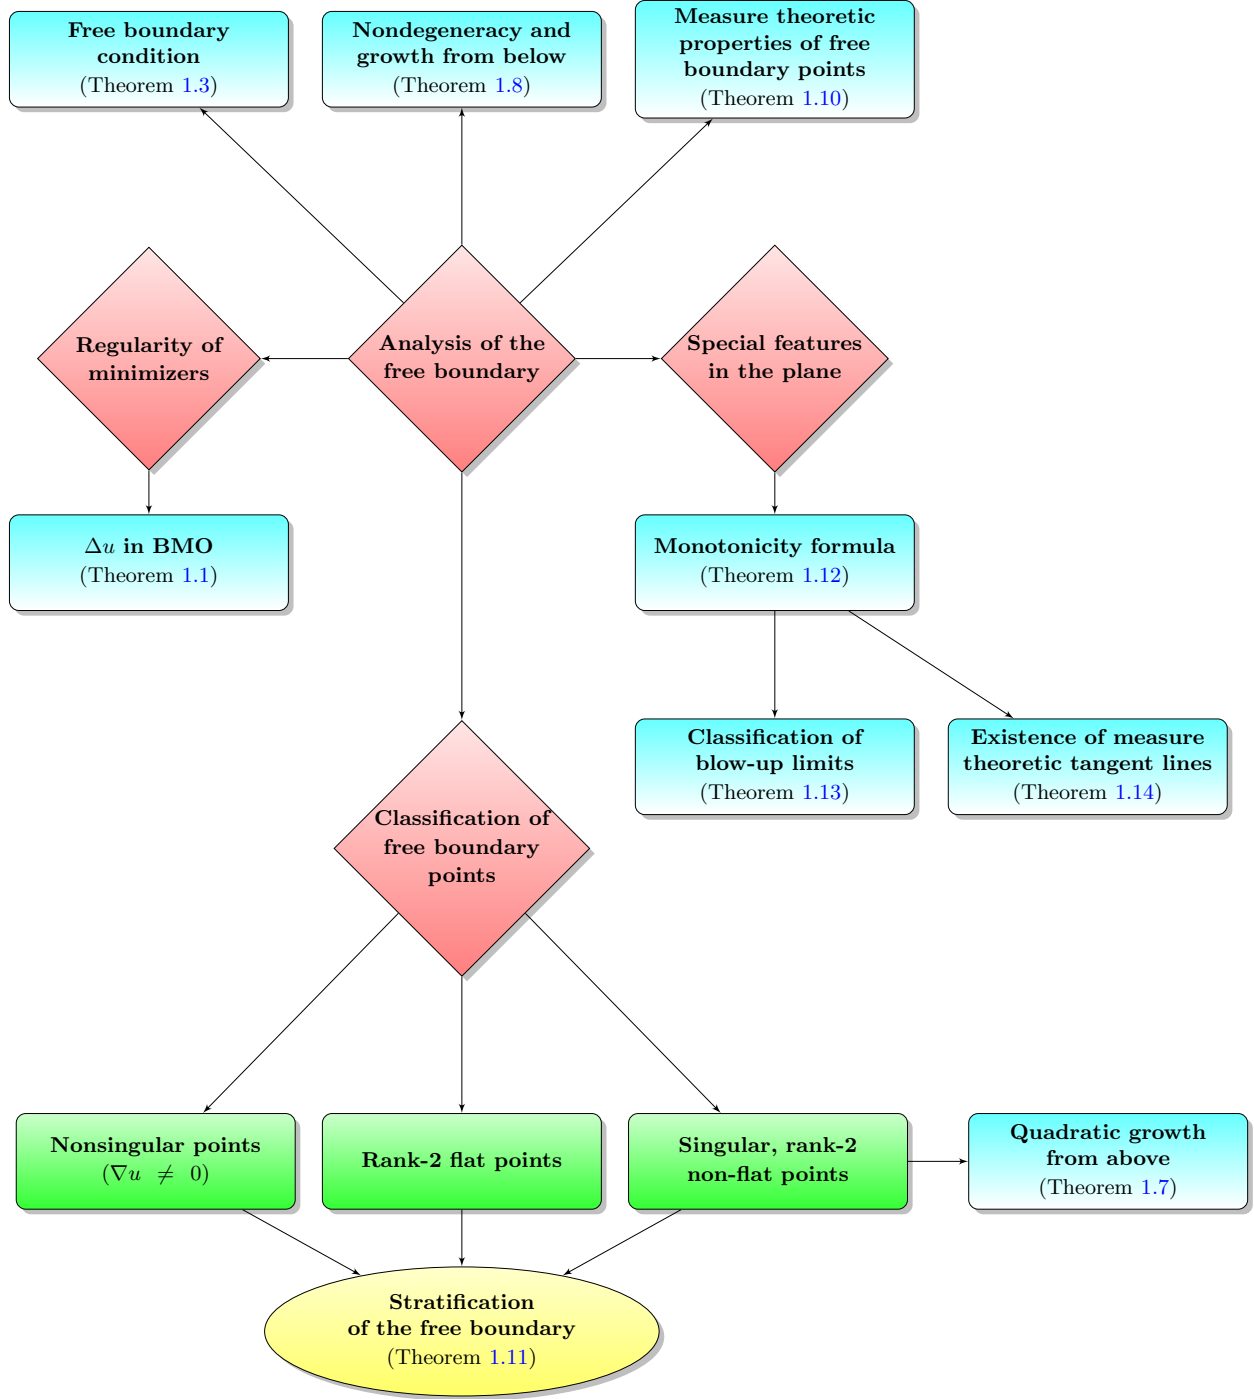 Free boundary
condition
(Theorem 1.3)
Nondegeneracy and
growth from below
(Theorem 1.8)
Measure theoretic
properties of free
boundary points
(Theorem 1.10)
Regularity of
minimizers
Analysis of the
free boundary
Special features
in the plane
Δu in BMO
(Theorem 1.1)
Monotonicity formula
(Theorem 1.12)
Classification of
blow-up limits
(Theorem 1.13)
Existence of measure
theoretic tangent lines
(Theorem 1.14)
Classification of
free boundary
points
Nonsingular points
(∇u ≠ 0)
Rank-2 flat points
Singular, rank-2
non-flat points
Quadratic growth
from above
(Theorem 1.7)
Stratification
of the free boundary
(Theorem 1.11)